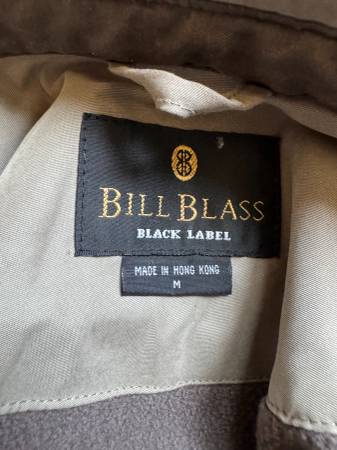 BILL BLASS
BLACK LABEL
MADE IN HONG KONG
M